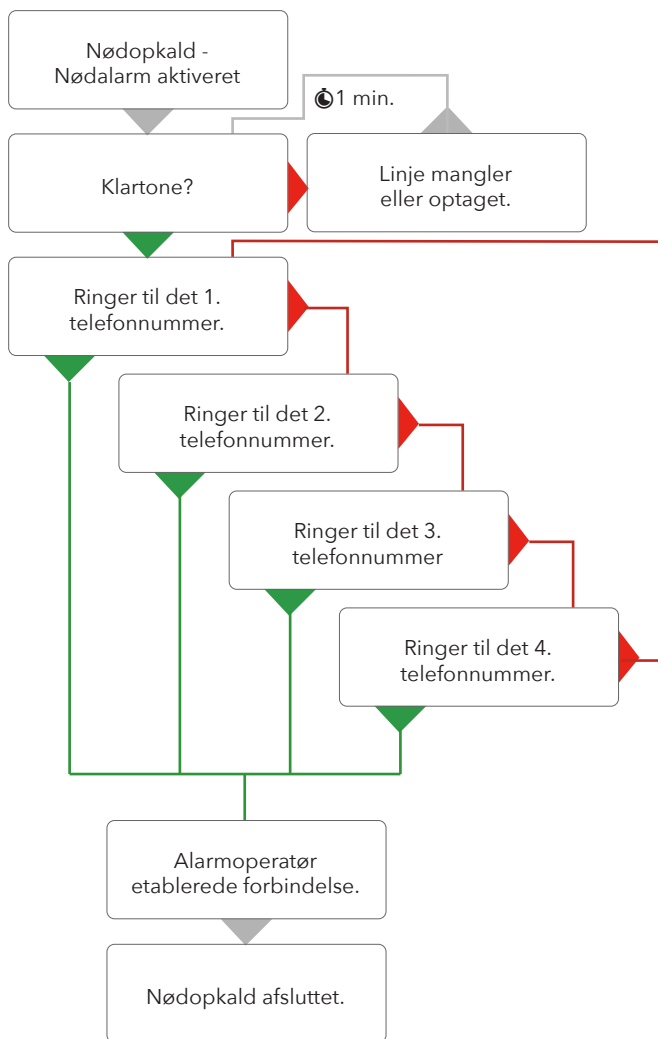 Nødopkald -
Nødalarm aktiveret
1 min.
Klartone?
Linje mangler
eller optaget.
Ringer til det 1.
telefonnummer.
Ringer til det 2.
telefonnummer.
Ringer til det 3.
telefonnummer
Ringer til det 4.
telefonnummer.
Alarmoperatør
etablerede forbindelse.
Nødopkald afsluttet.